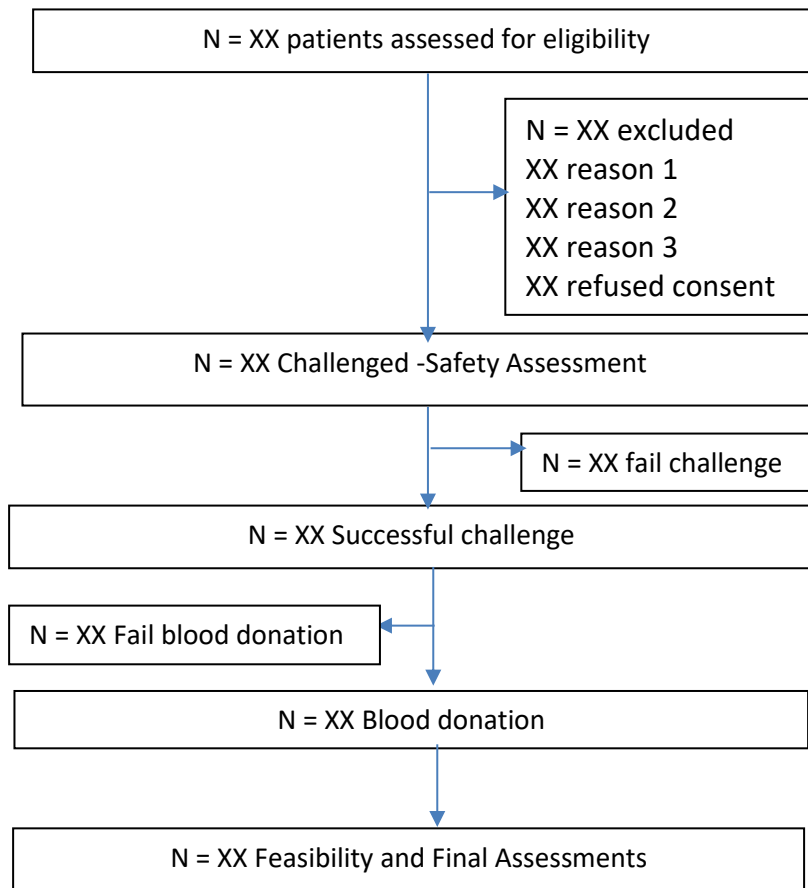 N = XX patients assessed for eligibility
N = XX excluded
XX reason 1
XX reason 2
XX reason 3
XX refused consent
N = XX Challenged -Safety Assessment
N = XX fail challenge
N = XX Successful challenge
N = XX Fail blood donation
N = XX Blood donation
N = XX Feasibility and Final Assessments